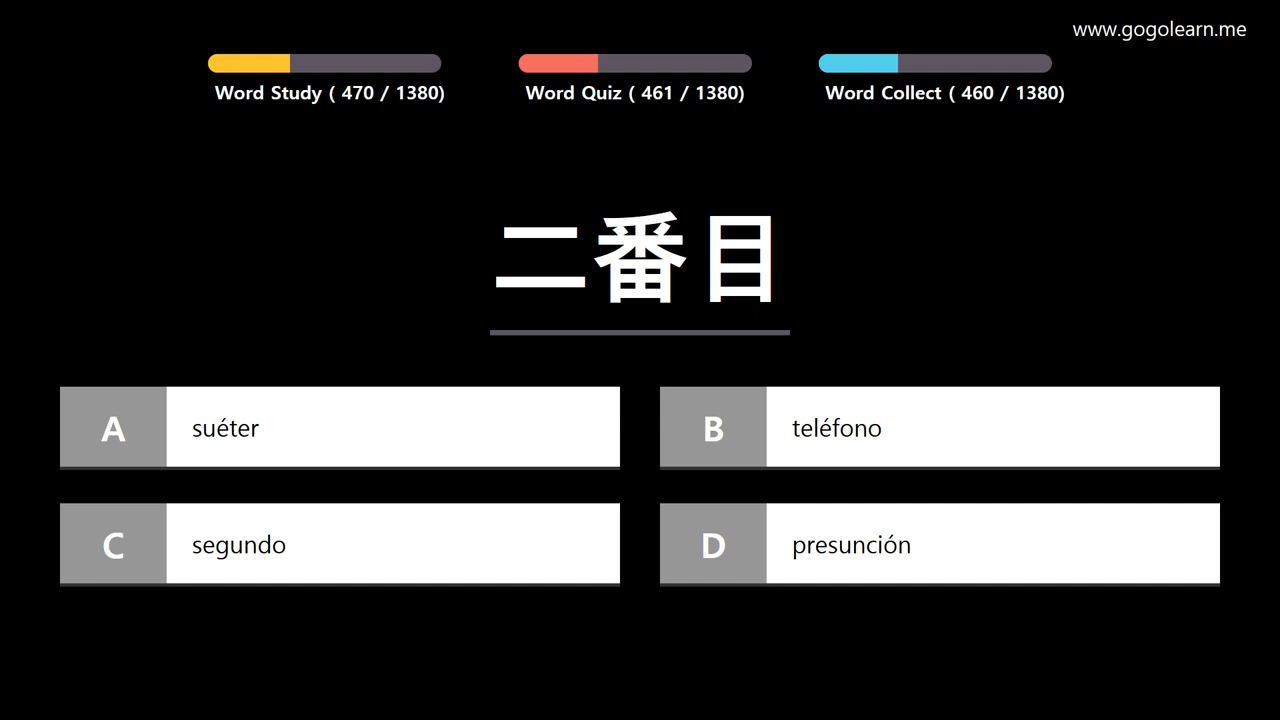 www.gogolearn.me
Word Study ( 470 / 1380)
Word Quiz ( 461 / 1380)
Word Collect ( 460 / 1380)
二番目
A suéter
B teléfono
C segundo
D presunción